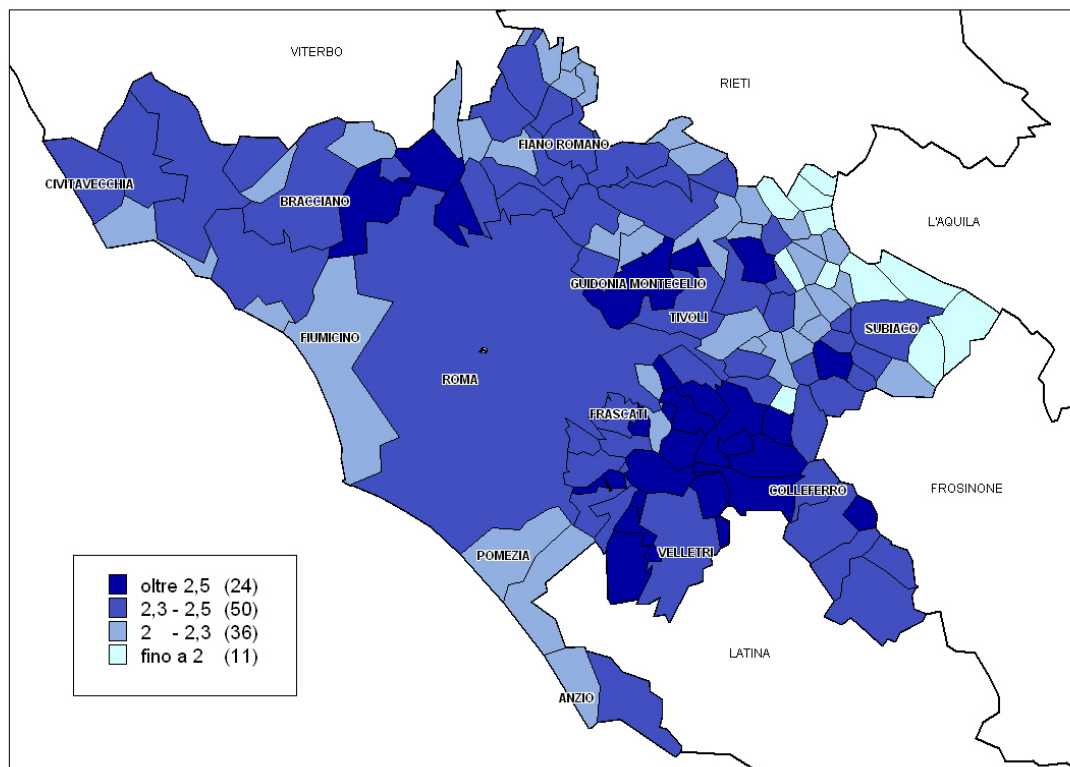 VITERBO
RIETI
FIANO ROMANO
CIVITAVECCHIA
BRACCIANO
L'AQUILA
GUIDONIA MONTECELIO
TIVOLI
SUBIACO
FIUMICINO
ROMA
FRASCATI
COLLEFERRO
FROSINONE
POMEZIA
VELLETRI
oltre 2,5 (24)
2,3 - 2,5 (50)
2 - 2,3 (36)
fino a 2 (11)
LATINA
ANZIO